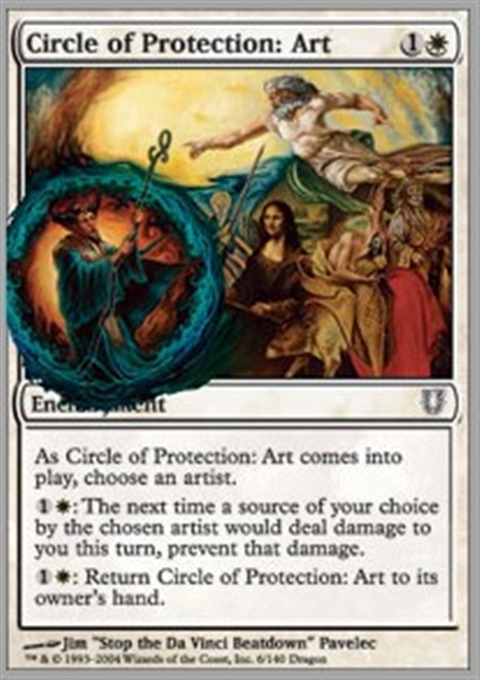 Circle of Protection: Art 1
Enchantment
As Circle of Protection: Art comes into
play, choose an artist.
1: The next time a source of your choice
by the chosen artist would deal damage to
you this turn, prevent that damage.
1: Return Circle of Protection: Art to its
owner's hand.
Jim "Stop the Da Vinci Beatdown" Pavelec
™ & © 1993-2004 Wizards of the Coast, Inc. 6/140 Dragon